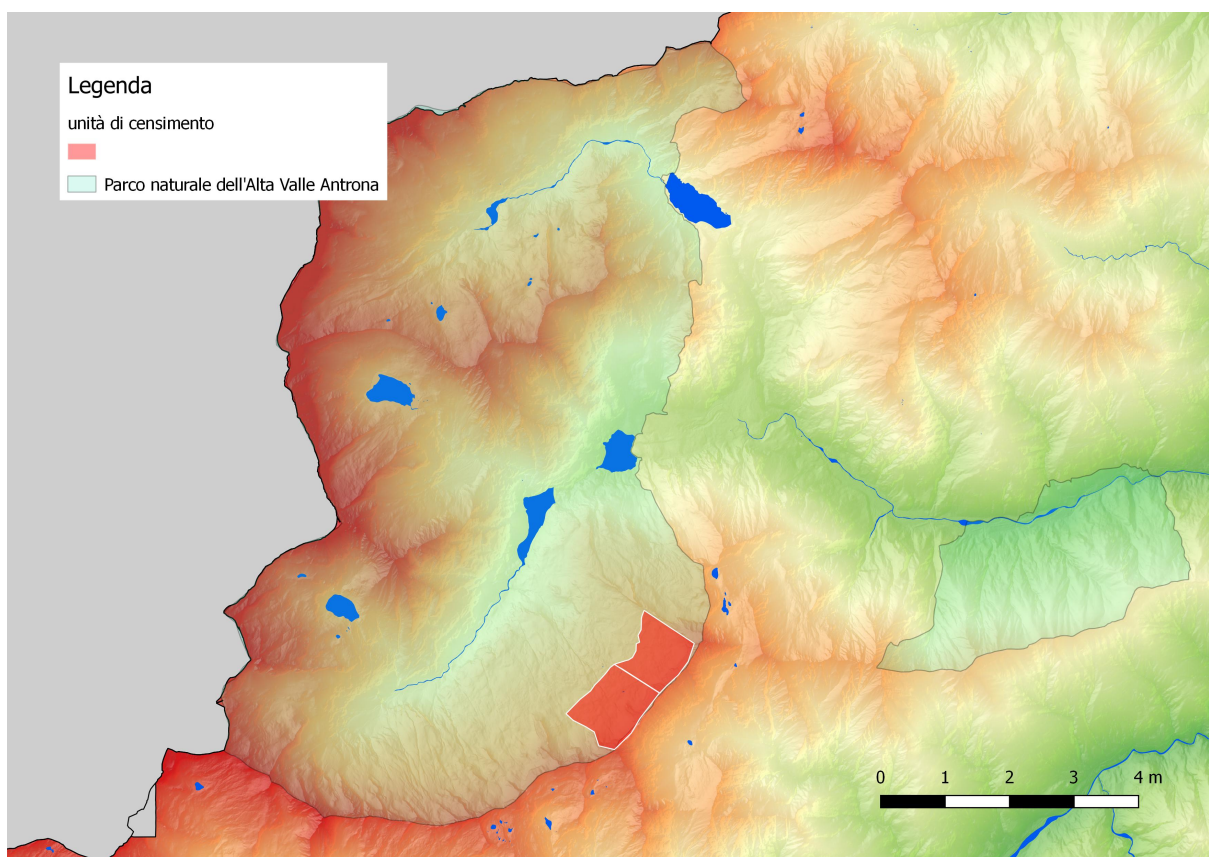 Legenda
unità di censimento
Parco naturale dell'Alta Valle Antrona
0 1 2 3 4 m